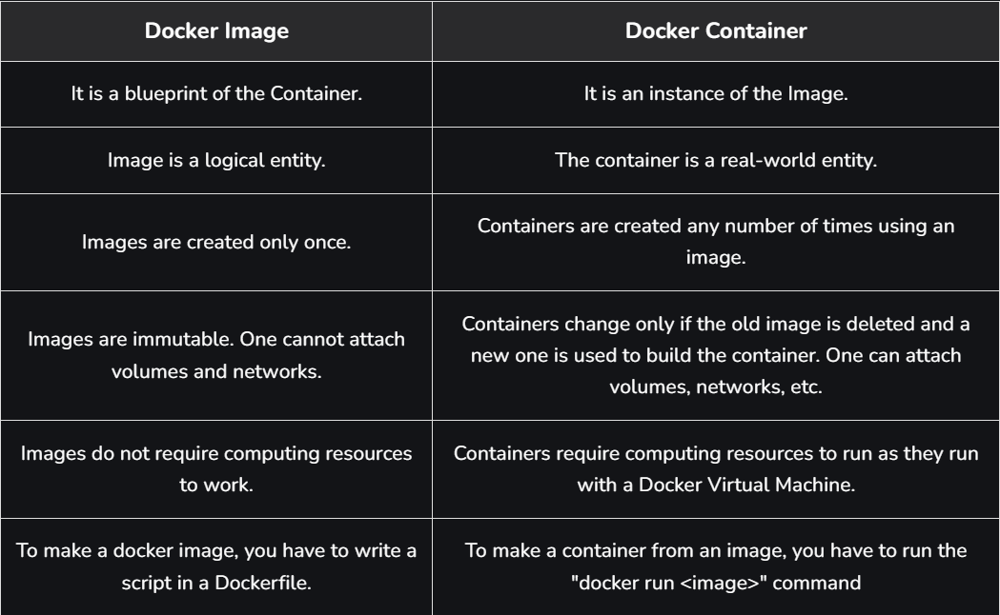 Docker Image
Docker Container
It is a blueprint of the Container.
It is an instance of the Image.
Image is a logical entity.
The container is a real-world entity.
Images are created only once.
Containers are created any number of times using an
image.
Images are immutable. One cannot attach
volumes and networks.
Containers change only if the old image is deleted and a
new one is used to build the container. One can attach
volumes, networks, etc.
Images do not require computing resources
to work.
Containers require computing resources to run as they run
with a Docker Virtual Machine.
To make a docker image, you have to write a
script in a Dockerfile.
To make a container from an image, you have to run the
"docker run <image>" command